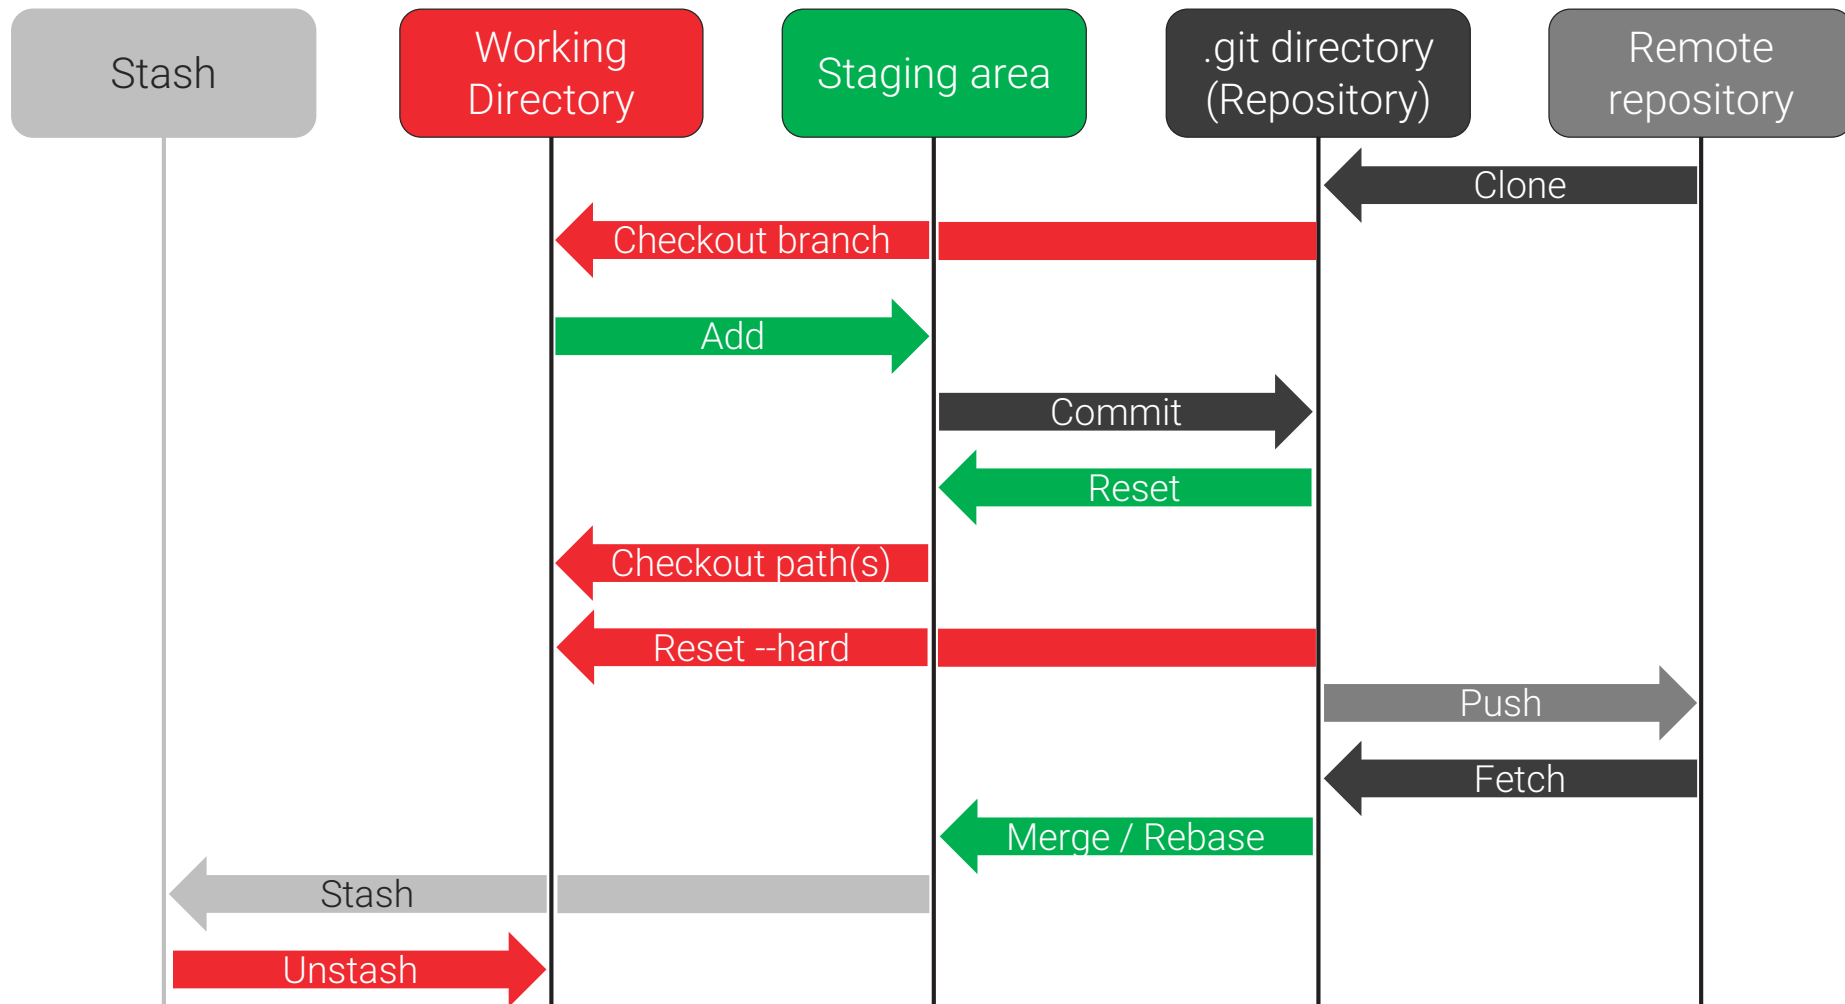 Stash
Working
Directory
Staging area
.git directory
(Repository)
Remote
repository
Clone
Checkout branch
Add
Commit
Reset
Checkout path(s)
Reset --hard
Push
Fetch
Merge / Rebase
Stash
Unstash